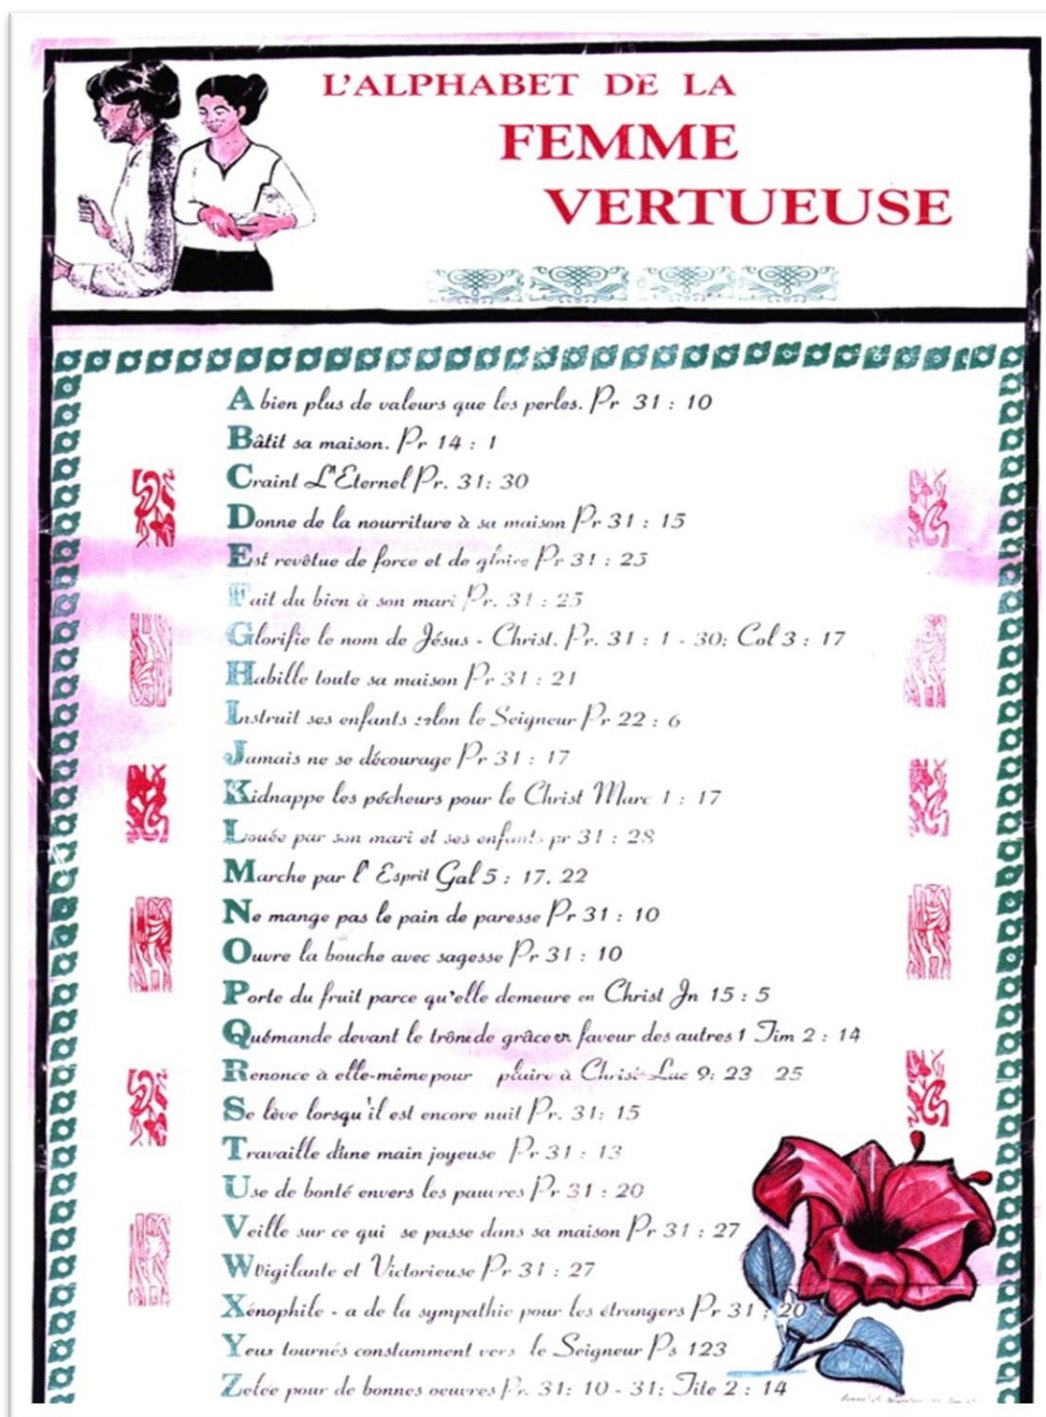 L'ALPHABET DE LA
FEMME
VERTUEUSE
A bien plus de valeurs que les perles. Pr 31 : 10
Bâtit sa maison. Pr 14 : 1
Craint L'Eternel Pr. 31: 30
Donne de la nourriture à sa maison Pr 31 : 15
Est revêtue de force et de gloire Pr 31 : 25
Fait du bien à son mari Pr. 31 : 25
Glorifie le nom de Jésus - Christ. Pr. 31 : 1 - 30; Col 3 : 17
Habille toute sa maison Pr 31 : 21
Instruit ses enfants selon le Seigneur Pr 22 : 6
Jamais ne se décourage Pr 31 : 17
Kidnappe les pécheurs pour le Christ Marc 1 : 17
Louée par son mari et ses enfants pr 31 : 28
Marche par l' Esprit Gal 5 : 17, 22
Ne mange pas le pain de paresse Pr 31 : 10
Ouvre la bouche avec sagesse Pr 31 : 10
Porte du fruit parce qu'elle demeure en Christ Jn 15 : 5
Quémande devant le trône de grâce en faveur des autres 1 Tim 2 : 14
Renonce à elle-même pour plaire à Christ Luc 9: 23 25
Se lève lorsqu'il est encore nuit Pr. 31: 15
Travaille d'une main joyeuse Pr 31 : 13
Use de bonté envers les pauvres Pr 31 : 20
Veille sur ce qui se passe dans sa maison Pr 31 : 27
Wvigilante et Victorieuse Pr 31 : 27
Xénophile - a de la sympathie pour les étrangers Pr 31 : 20
Yeux tournés constamment vers le Seigneur Ps 123
Zelée pour de bonnes oeuvres Pr. 31: 10 - 31; Tite 2 : 14